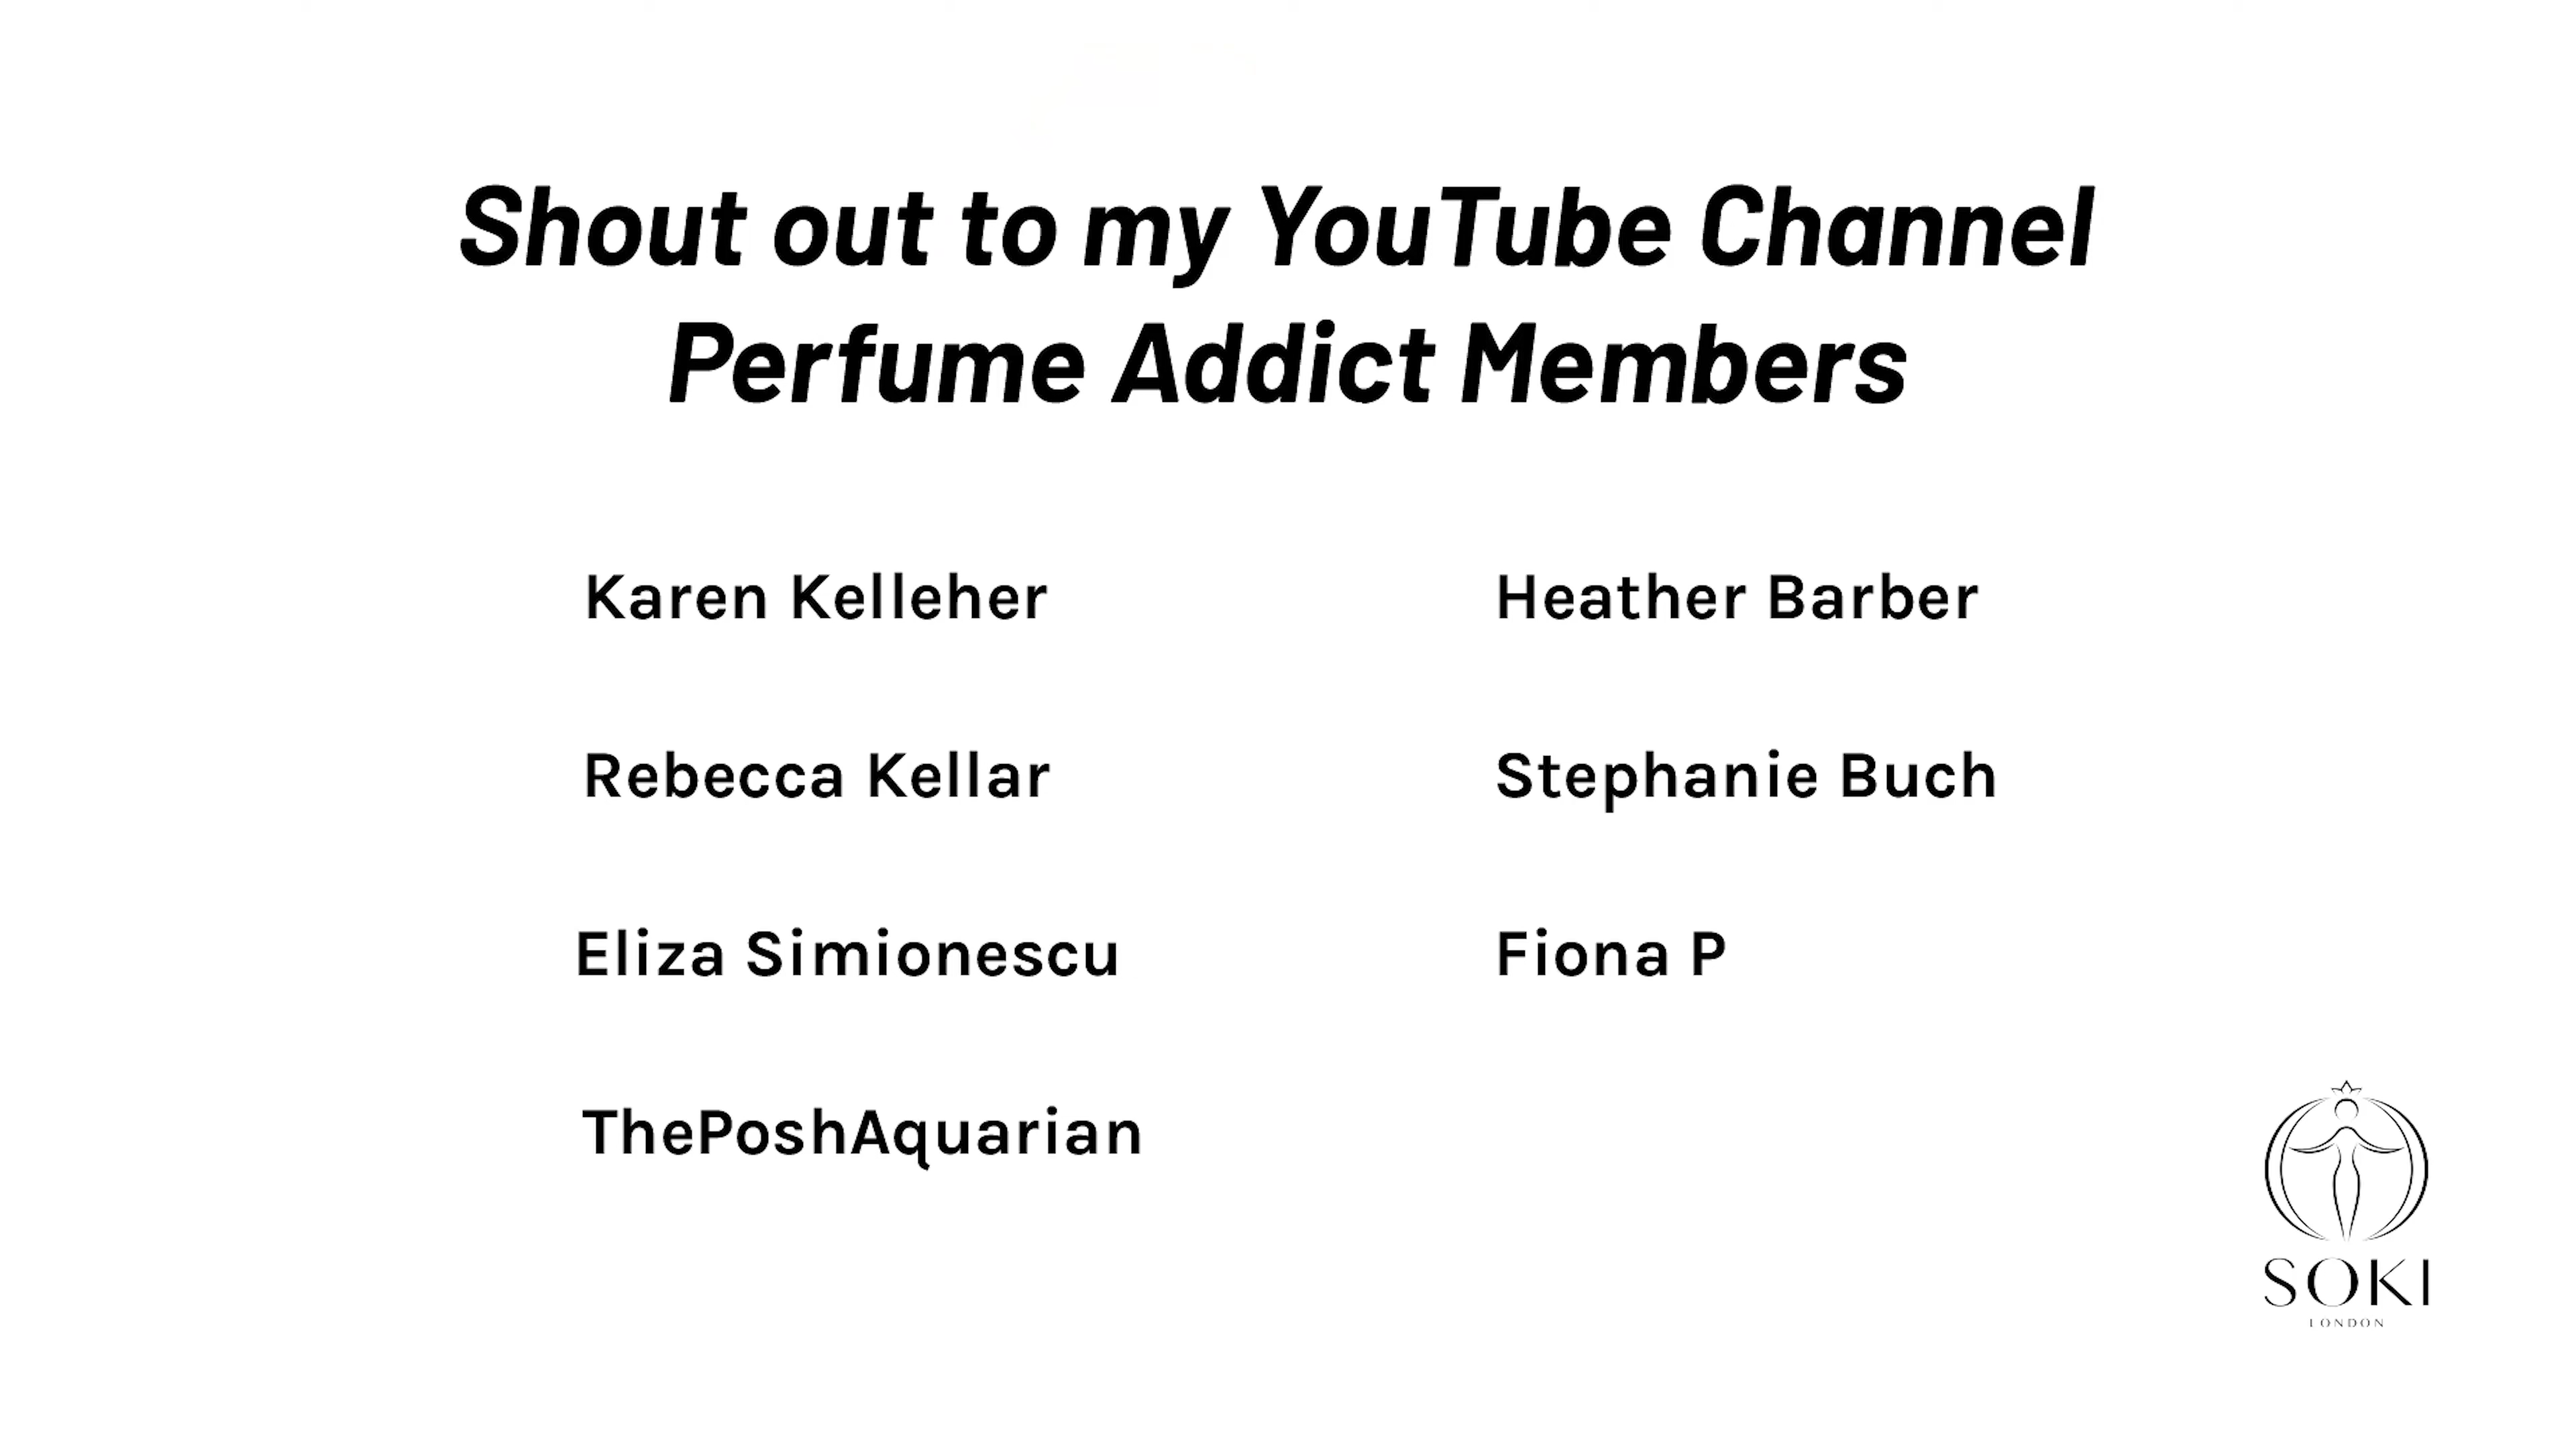 Shout out to my YouTube Channel
Perfume Addict Members
Karen Kelleher
Rebecca Kellar
Eliza Simionescu
ThePoshAquarian
Heather Barber
Stephanie Buch
Fiona P
SOKI
LONDON